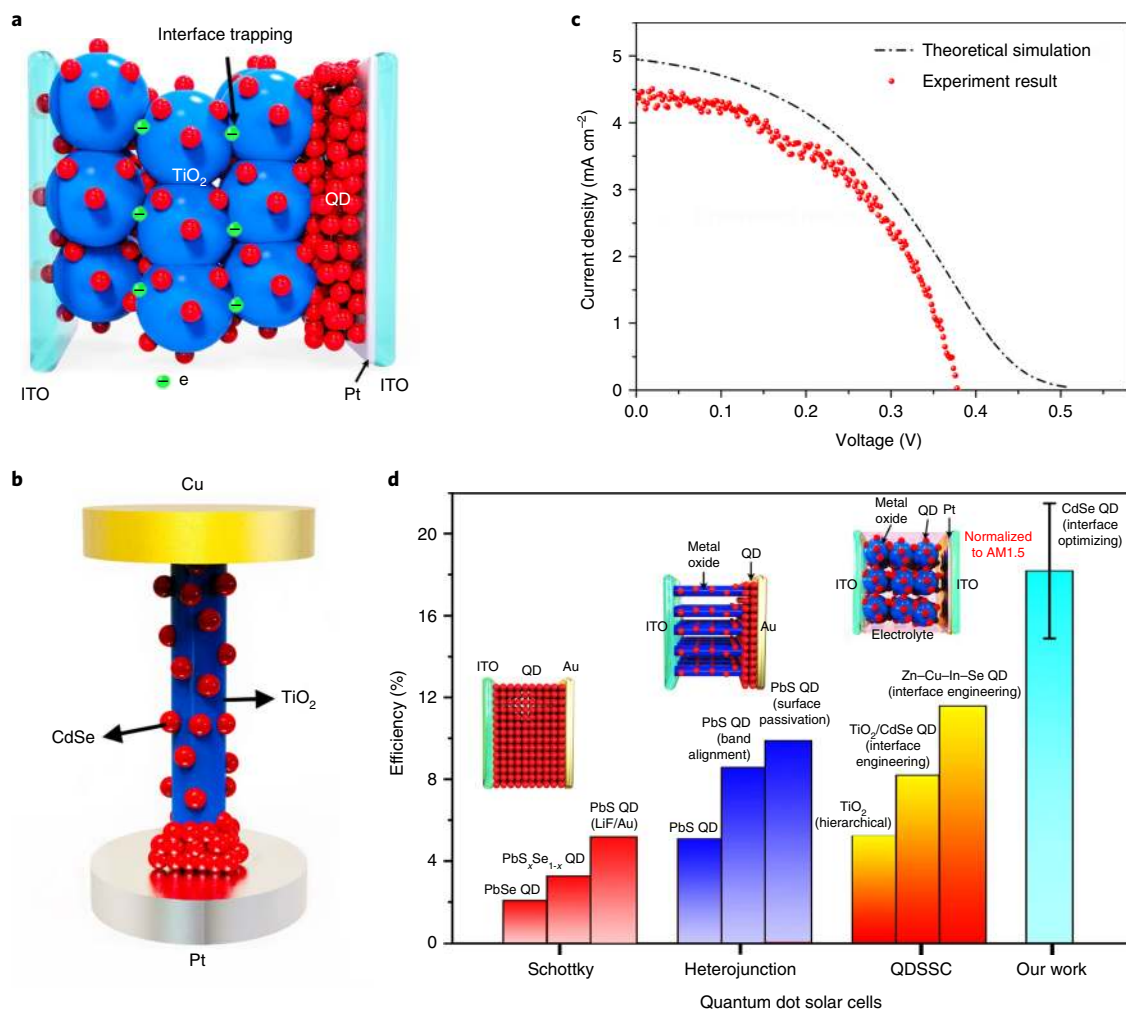 a
Interface trapping
TiO₂
QD
ITO
e
Pt
ITO
b
Cu
TiO₂
CdSe
Pt
c
Theoretical simulation
Experiment result
Current density (mA cm⁻²)
5
4
3
2
1
0
0.0 0.1 0.2 0.3 0.4 0.5
Voltage (V)
d
Efficiency (%)
20
16
12
8
4
0
ITO
QD
Au
PbSe QD
PbSₓSe₁₋ₓ QD
PbS QD
(LiF/Au)
Metal
oxide
QD
ITO
Au
PbS QD
PbS QD
(band
alignment)
PbS QD
(surface
passivation)
Metal
oxide
QD
Pt
ITO
ITO
Electrolyte
Normalized
to AM1.5
TiO₂
(hierarchical)
TiO₂/CdSe QD
(interface
engineering)
Zn–Cu–In–Se QD
(interface engineering)
CdSe QD
(interface
optimizing)
Schottky
Heterojunction
QDSSC
Our work
Quantum dot solar cells